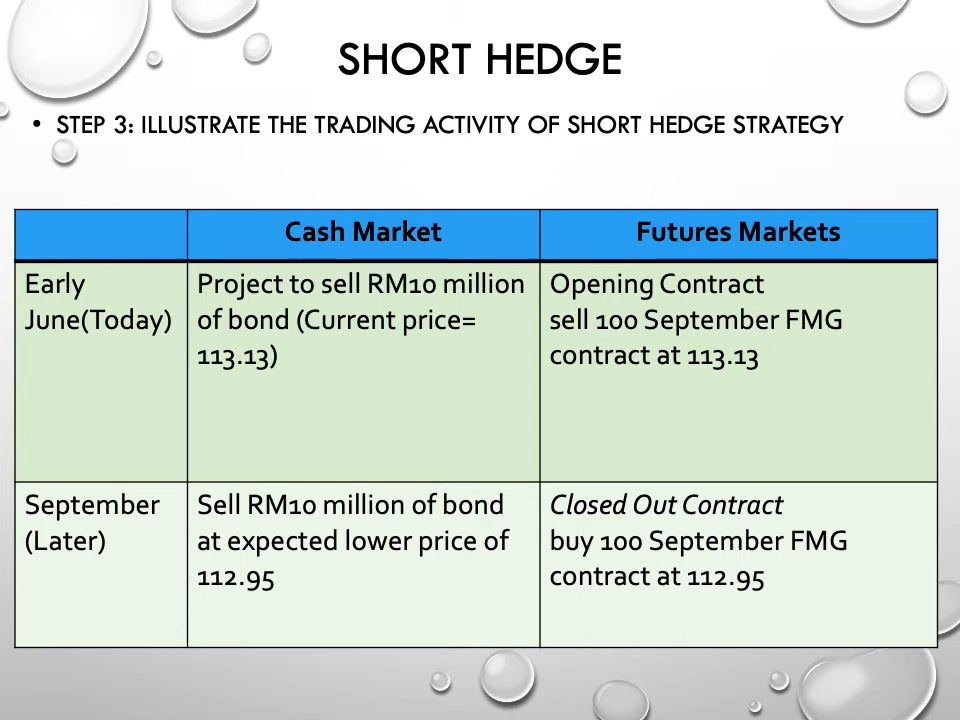 SHORT HEDGE
• STEP 3: ILLUSTRATE THE TRADING ACTIVITY OF SHORT HEDGE STRATEGY
Cash Market
Futures Markets
Early
June(Today)
Project to sell RM10 million
of bond (Current price=
113.13)
Opening Contract
sell 100 September FMG
contract at 113.13
September
(Later)
Sell RM10 million of bond
at expected lower price of
112.95
Closed Out Contract
buy 100 September FMG
contract at 112.95